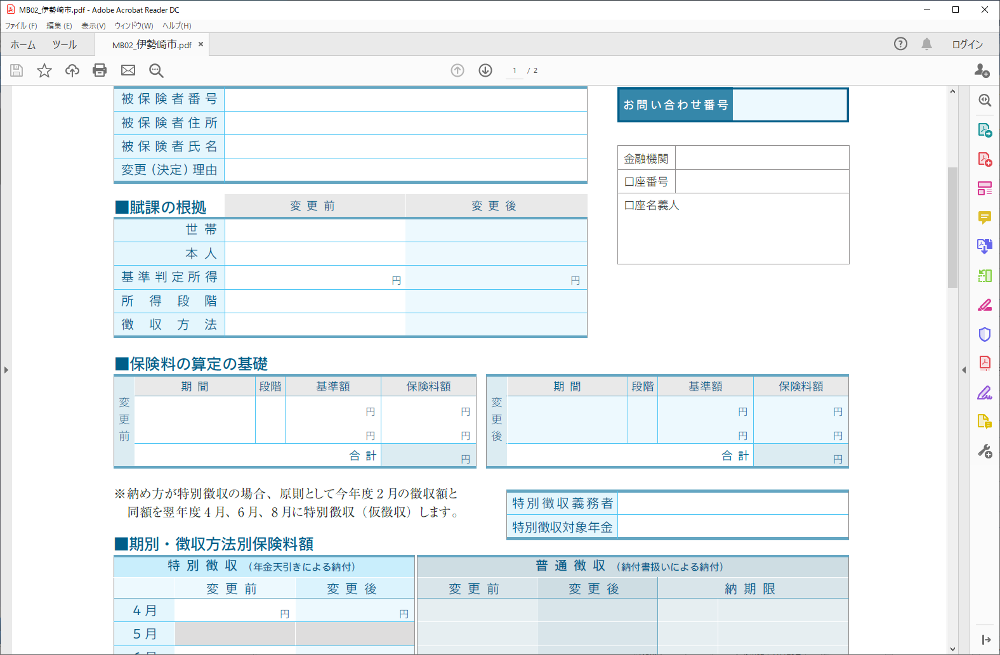 MB02_伊勢崎市.pdf - Adobe Acrobat Reader DC
ファイル (F) 編集 (E) 表示(V) ウィンドウ(W) ヘルプ(H)
ホーム ツール MB02_伊勢崎市.pdf × ログイン
1 / 2
被保険者番号
被保険者住所
被保険者氏名
変更(決定)理由
お問い合わせ番号
金融機関
口座番号
口座名義人
■賦課の根拠 変更前 変更後
世帯
本人
基準判定所得 円 円
所得段階
徴収方法
■保険料の算定の基礎
変更前 期間 段階 基準額 保険料額
円 円
円 円
合計 円
変更後 期間 段階 基準額 保険料額
円 円
円 円
合計 円
※納め方が特別徴収の場合、原則として今年度2月の徴収額と
同額を翌年度4月、6月、8月に特別徴収(仮徴収)します。
特別徴収義務者
特別徴収対象年金
■期別・徴収方法別保険料額
特別徴収 (年金天引きによる納付) 普通徴収 (納付書扱いによる納付)
変更前 変更後 変更前 変更後 納期限
4月 円 円
5月